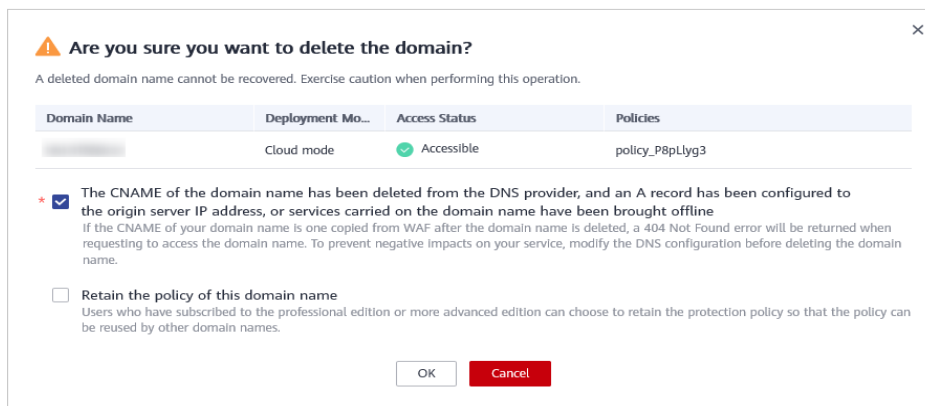 Are you sure you want to delete the domain?
A deleted domain name cannot be recovered. Exercise caution when performing this operation.
Domain Name Deployment Mo... Access Status Policies
Cloud mode Accessible policy_P8pLlyg3
* The CNAME of the domain name has been deleted from the DNS provider, and an A record has been configured to
the origin server IP address, or services carried on the domain name have been brought offline
If the CNAME of your domain name is one copied from WAF after the domain name is deleted, a 404 Not Found error will be returned when
requesting to access the domain name. To prevent negative impacts on your service, modify the DNS configuration before deleting the domain
name.
Retain the policy of this domain name
Users who have subscribed to the professional edition or more advanced edition can choose to retain the protection policy so that the policy can
be reused by other domain names.
OK Cancel